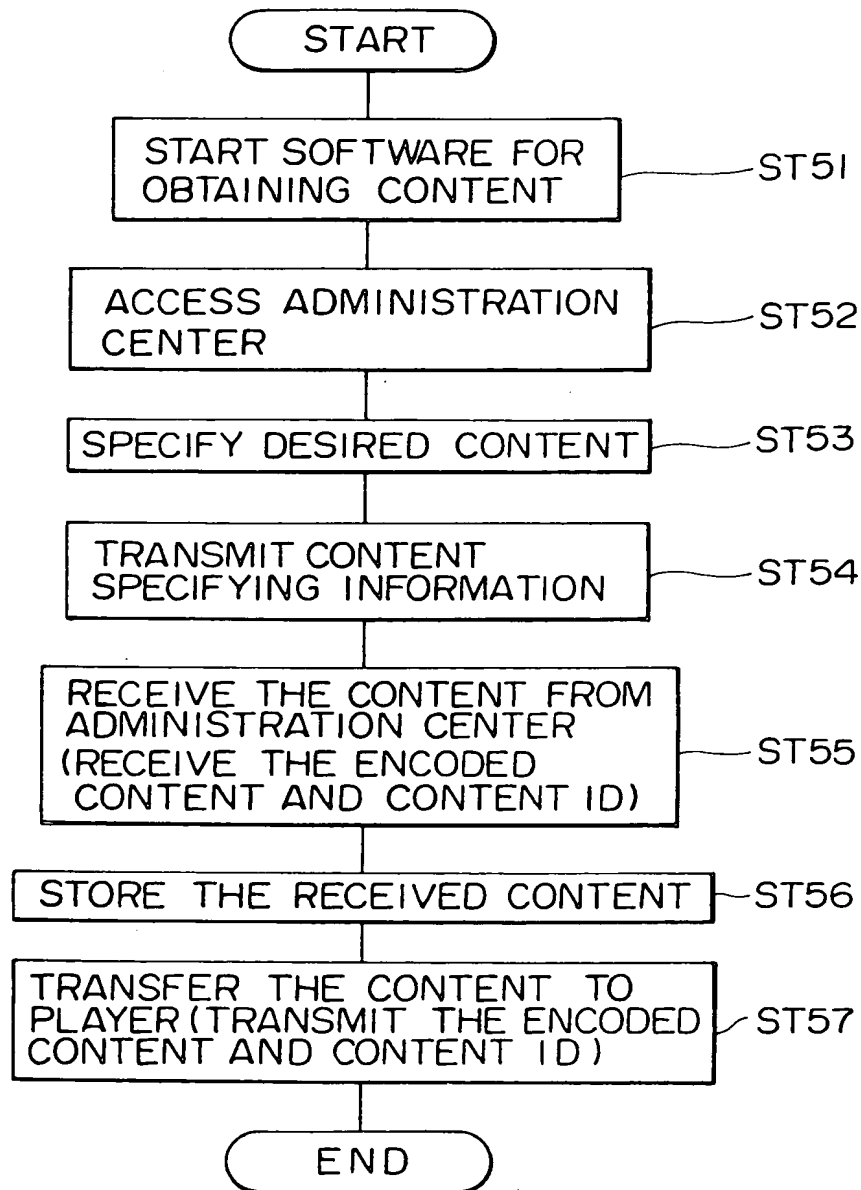 START
START SOFTWARE FOR
OBTAINING CONTENT
ST51
ACCESS ADMINISTRATION
CENTER
ST52
SPECIFY DESIRED CONTENT
ST53
TRANSMIT CONTENT
SPECIFYING INFORMATION
ST54
RECEIVE THE CONTENT FROM
ADMINISTRATION CENTER
(RECEIVE THE ENCODED
CONTENT AND CONTENT ID)
ST55
STORE THE RECEIVED CONTENT
ST56
TRANSFER THE CONTENT TO
PLAYER (TRANSMIT THE ENCODED
CONTENT AND CONTENT ID)
ST57
END